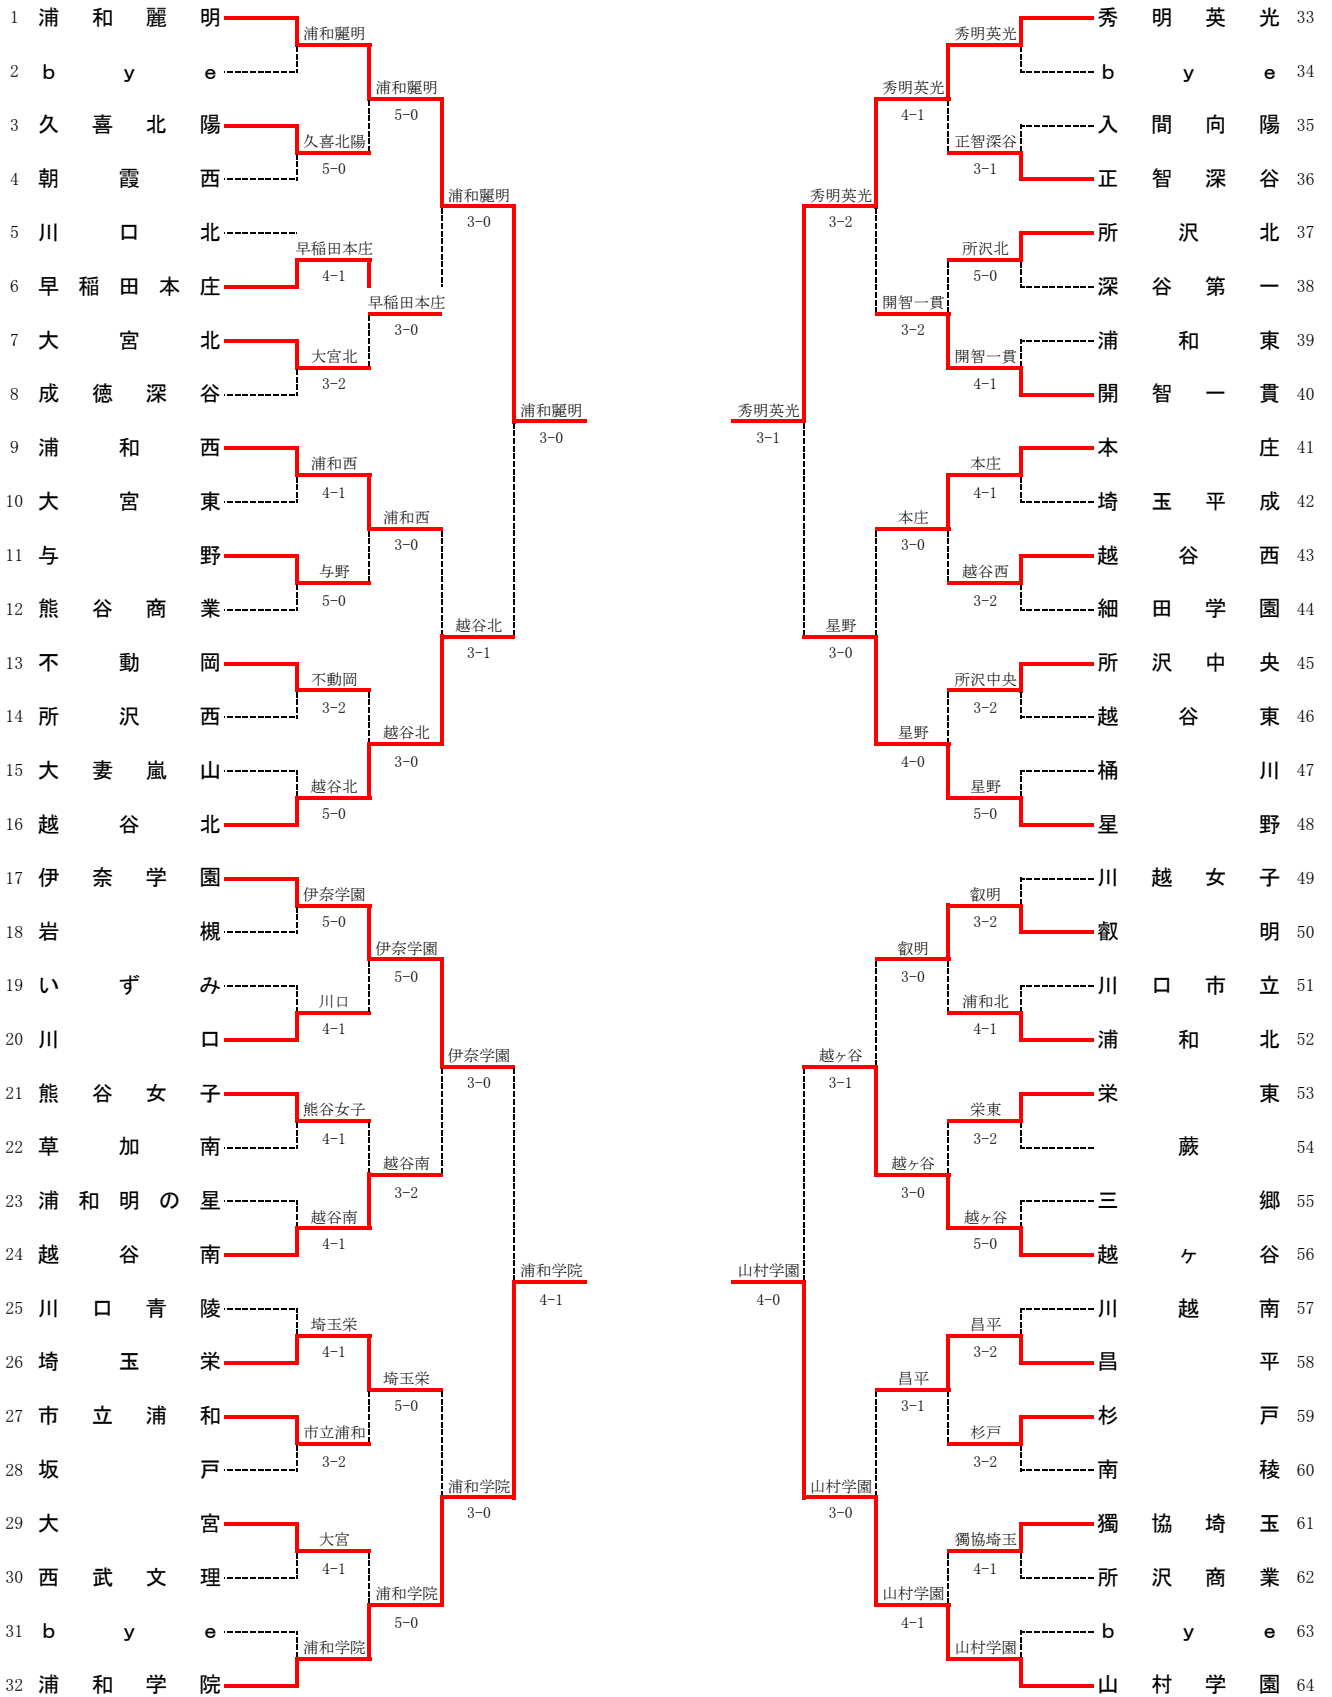 1 浦和麗明
浦和麗明
2 bye
浦和麗明
5-0
3 久喜北陽
久喜北陽
5-0
4 朝霞西
浦和麗明
3-0
5 川口北
早稲田本庄
4-1
6 早稲田本庄
早稲田本庄
3-0
7 大宮北
大宮北
3-2
8 成徳深谷
浦和麗明
3-0
9 浦和西
浦和西
4-1
10 大宮東
浦和西
3-0
11 与野
与野
5-0
12 熊谷商業
越谷北
3-1
13 不動岡
不動岡
3-2
14 所沢西
越谷北
3-0
15 大妻嵐山
越谷北
5-0
16 越谷北
17 伊奈学園
伊奈学園
5-0
18 岩槻
伊奈学園
5-0
19 いずみ
川口
4-1
20 川口
伊奈学園
3-0
21 熊谷女子
熊谷女子
4-1
22 草加南
越谷南
3-2
23 浦和明の星
越谷南
4-1
24 越谷南
浦和学院
4-1
25 川口青陵
埼玉栄
4-1
26 埼玉栄
埼玉栄
5-0
27 市立浦和
市立浦和
3-2
28 坂戸
浦和学院
3-0
29 大宮
大宮
4-1
30 西武文理
浦和学院
5-0
31 bye
浦和学院
32 浦和学院
秀明英光 33
秀明英光
bye 34
秀明英光
4-1
入間向陽 35
正智深谷
3-1
正智深谷 36
秀明英光
3-2
所沢北 37
所沢北
5-0
深谷第一 38
開智一貫
3-2
浦和東 39
開智一貫
4-1
開智一貫 40
秀明英光
3-1
本庄 41
本庄
4-1
埼玉平成 42
本庄
3-0
越谷西 43
越谷西
3-2
細田学園 44
星野
3-0
所沢中央 45
所沢中央
3-2
越谷東 46
星野
4-0
桶川 47
星野
5-0
星野 48
川越女子 49
叡明
3-2
叡明 50
叡明
3-0
川口市立 51
浦和北
4-1
浦和北 52
越ヶ谷
3-1
栄東 53
栄東
3-2
蕨 54
越ヶ谷
3-0
三郷 55
越ヶ谷
5-0
越ヶ谷 56
山村学園
4-0
川越南 57
昌平
3-2
昌平 58
昌平
3-1
杉戸 59
杉戸
3-2
南稜 60
山村学園
3-0
獨協埼玉 61
獨協埼玉
4-1
所沢商業 62
山村学園
4-1
bye 63
山村学園
山村学園 64